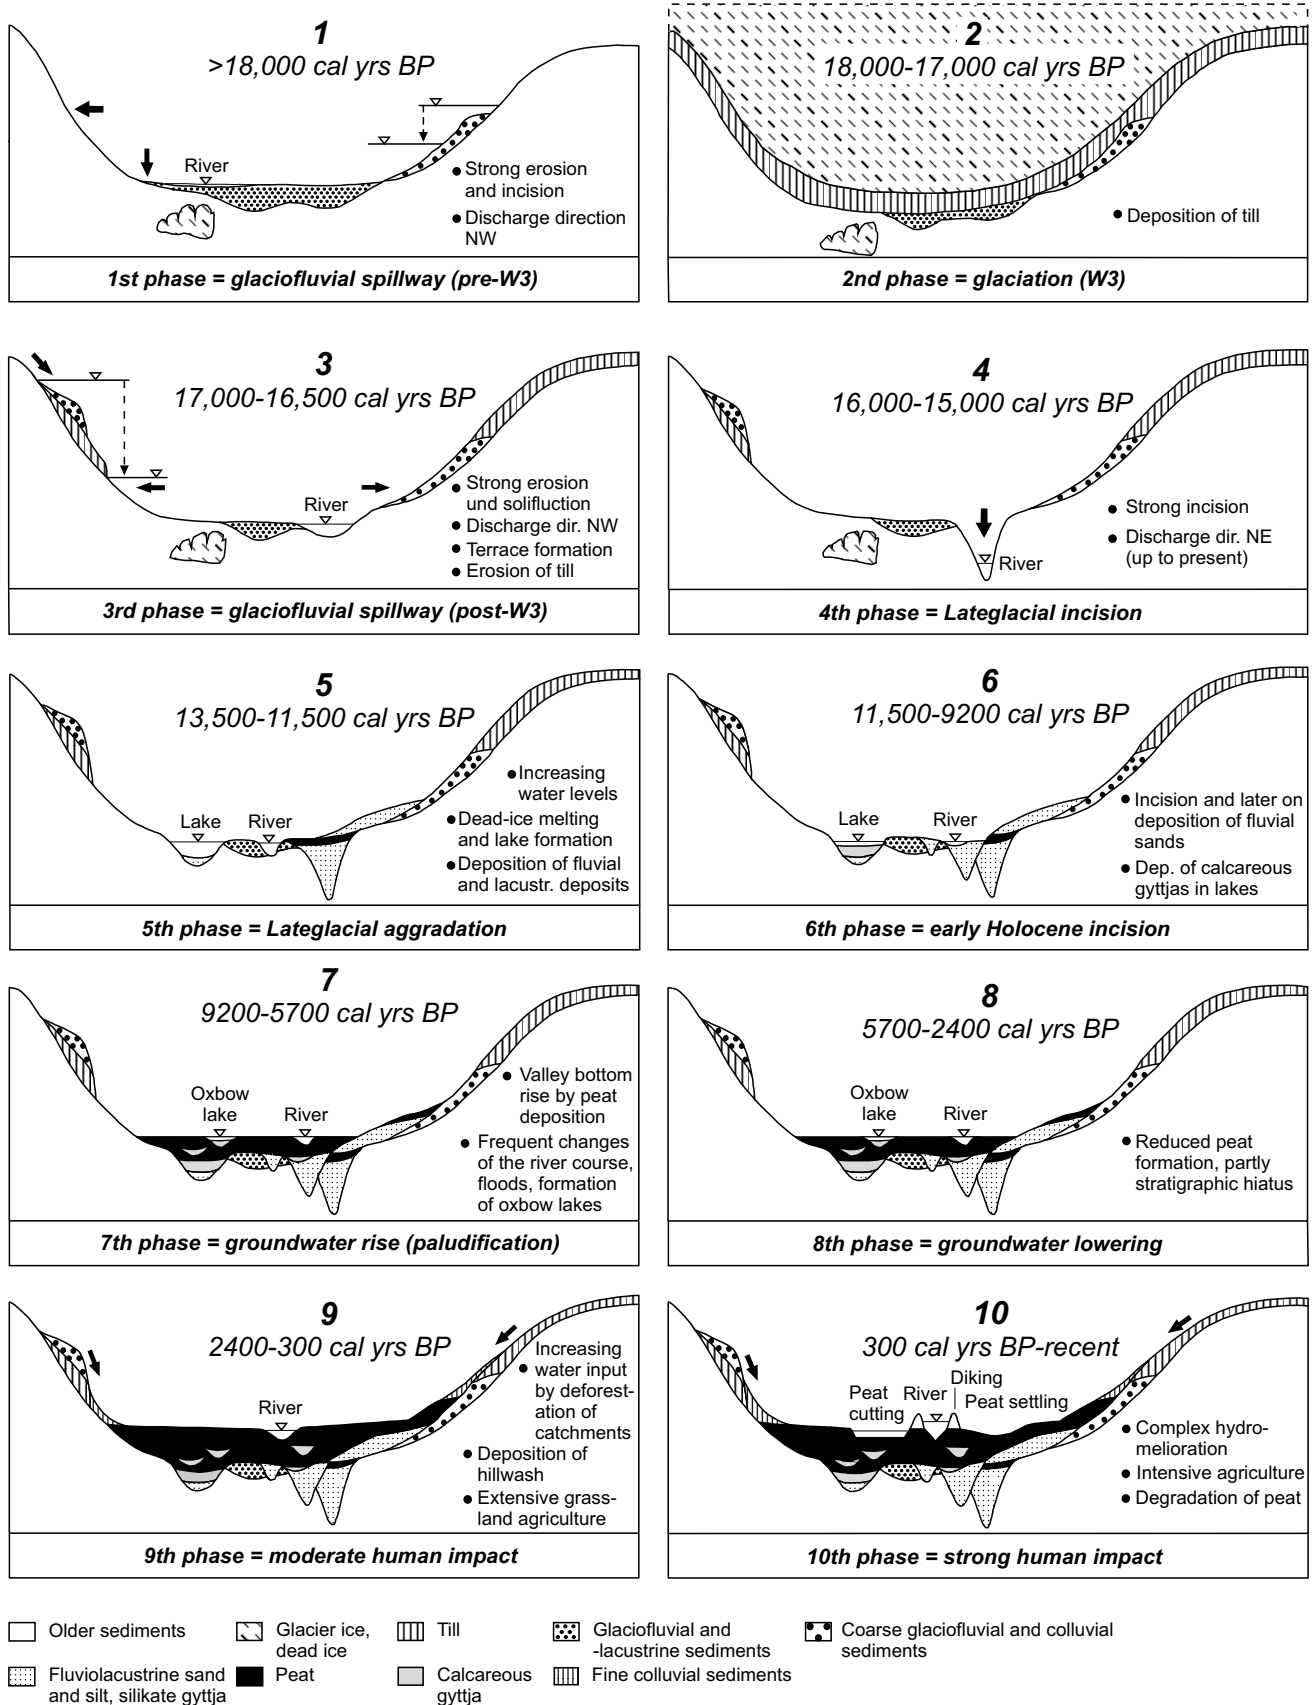 1
>18,000 cal yrs BP
River
● Strong erosion
and incision
● Discharge direction
NW
1st phase = glaciofluvial spillway (pre-W3)
2
18,000-17,000 cal yrs BP
● Deposition of till
2nd phase = glaciation (W3)
3
17,000-16,500 cal yrs BP
River
● Strong erosion
und solifluction
● Discharge dir. NW
● Terrace formation
● Erosion of till
3rd phase = glaciofluvial spillway (post-W3)
4
16,000-15,000 cal yrs BP
● Strong incision
● Discharge dir. NE
(up to present)
River
4th phase = Lateglacial incision
5
13,500-11,500 cal yrs BP
● Increasing
water levels
Lake
River
● Dead-ice melting
and lake formation
● Deposition of fluvial
and lacustr. deposits
5th phase = Lateglacial aggradation
6
11,500-9200 cal yrs BP
Lake
River
● Incision and later on
deposition of fluvial
sands
● Dep. of calcareous
gyttjas in lakes
6th phase = early Holocene incision
7
9200-5700 cal yrs BP
Oxbow
lake
River
● Valley bottom
rise by peat
deposition
● Frequent changes
of the river course,
floods, formation
of oxbow lakes
7th phase = groundwater rise (paludification)
8
5700-2400 cal yrs BP
Oxbow
lake
River
● Reduced peat
formation, partly
stratigraphic hiatus
8th phase = groundwater lowering
9
2400-300 cal yrs BP
River
Increasing
● water input
by deforest-
ation of
catchments
● Deposition of
hillwash
● Extensive grass-
land agriculture
9th phase = moderate human impact
10
300 cal yrs BP-recent
Diking
Peat
cutting
River
Peat settling
● Complex hydro-
melioration
● Intensive agriculture
● Degradation of peat
10th phase = strong human impact
Older sediments
Glacier ice,
dead ice
Till
Glaciofluvial and
-lacustrine sediments
Coarse glaciofluvial and colluvial
sediments
Fluviolacustrine sand
and silt, silikate gyttja
Peat
Calcareous
gyttja
Fine colluvial sediments